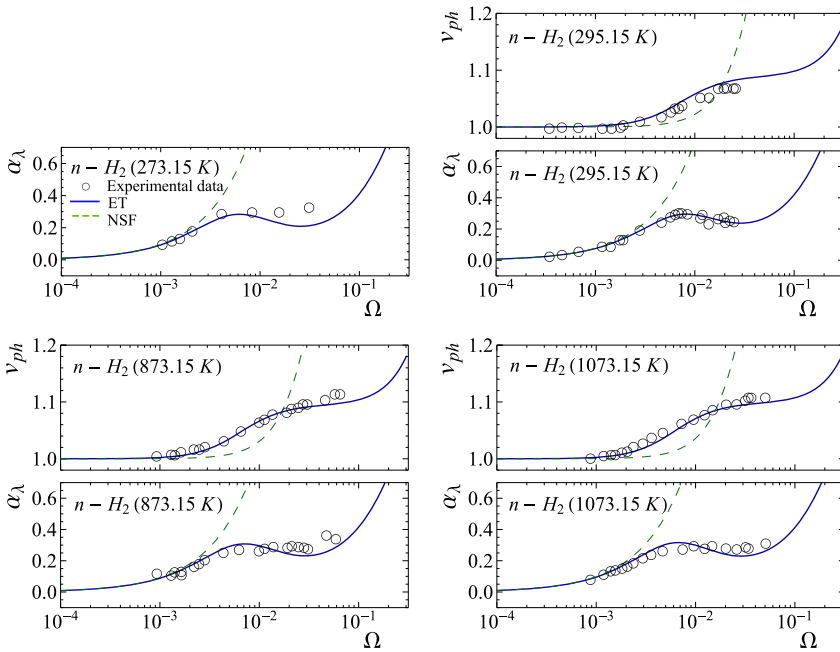 v_ph
1.2
1.1
1.0
n − H₂ (295.15 K)
α_λ
0.6
0.4
0.2
0.0
n − H₂ (273.15 K)
Experimental data
ET
NSF
10⁻⁴
10⁻³
10⁻²
10⁻¹
Ω
α_λ
0.6
0.4
0.2
0.0
n − H₂ (295.15 K)
10⁻⁴
10⁻³
10⁻²
10⁻¹
Ω
v_ph
1.2
1.1
1.0
n − H₂ (873.15 K)
v_ph
1.2
1.1
1.0
n − H₂ (1073.15 K)
α_λ
0.6
0.4
0.2
0.0
n − H₂ (873.15 K)
10⁻⁴
10⁻³
10⁻²
10⁻¹
Ω
α_λ
0.6
0.4
0.2
0.0
n − H₂ (1073.15 K)
10⁻⁴
10⁻³
10⁻²
10⁻¹
Ω